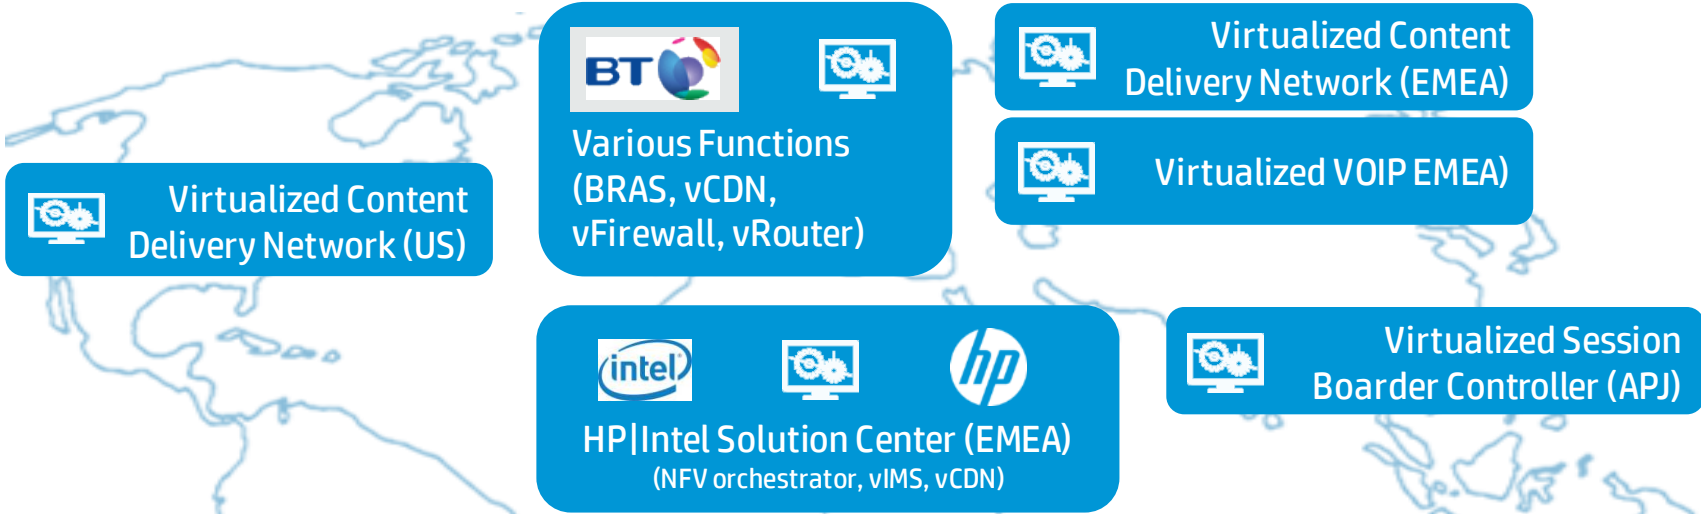 Virtualized Content
Delivery Network (US)
BT
Various Functions
(BRAS, vCDN,
vFirewall, vRouter)
Virtualized Content
Delivery Network (EMEA)
Virtualized VOIP EMEA)
intel
hp
HP|Intel Solution Center (EMEA)
(NFV orchestrator, vIMS, vCDN)
Virtualized Session
Boarder Controller (APJ)